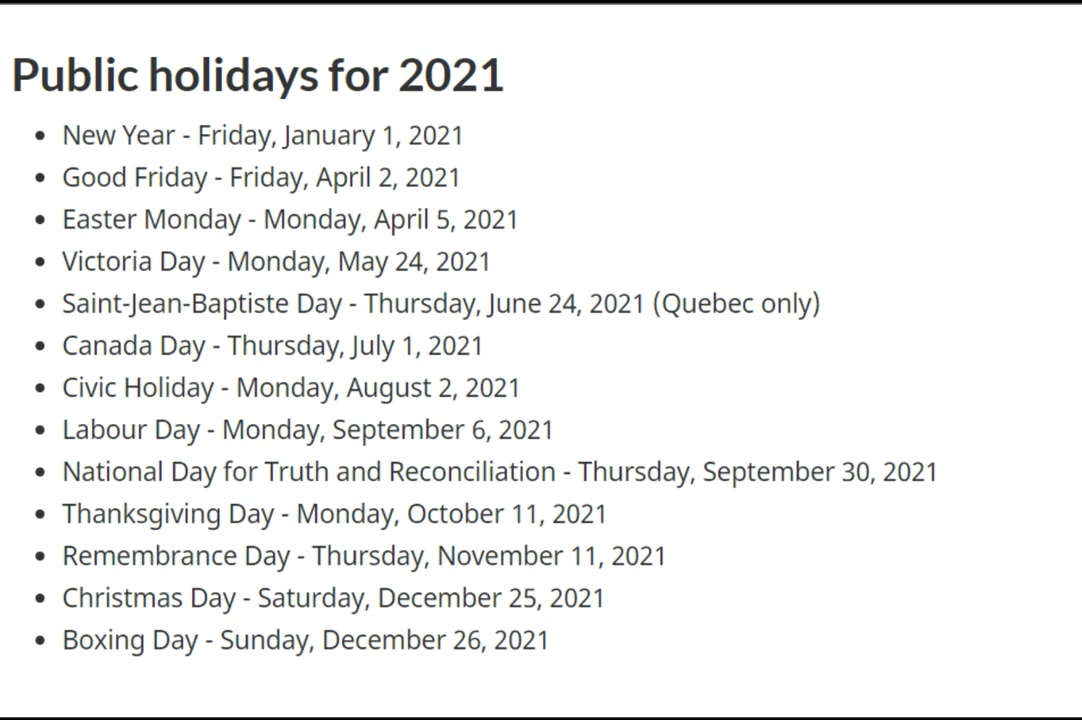 Public holidays for 2021
• New Year - Friday, January 1, 2021
• Good Friday - Friday, April 2, 2021
• Easter Monday - Monday, April 5, 2021
• Victoria Day - Monday, May 24, 2021
• Saint-Jean-Baptiste Day - Thursday, June 24, 2021 (Quebec only)
• Canada Day - Thursday, July 1, 2021
• Civic Holiday - Monday, August 2, 2021
• Labour Day - Monday, September 6, 2021
• National Day for Truth and Reconciliation - Thursday, September 30, 2021
• Thanksgiving Day - Monday, October 11, 2021
• Remembrance Day - Thursday, November 11, 2021
• Christmas Day - Saturday, December 25, 2021
• Boxing Day - Sunday, December 26, 2021